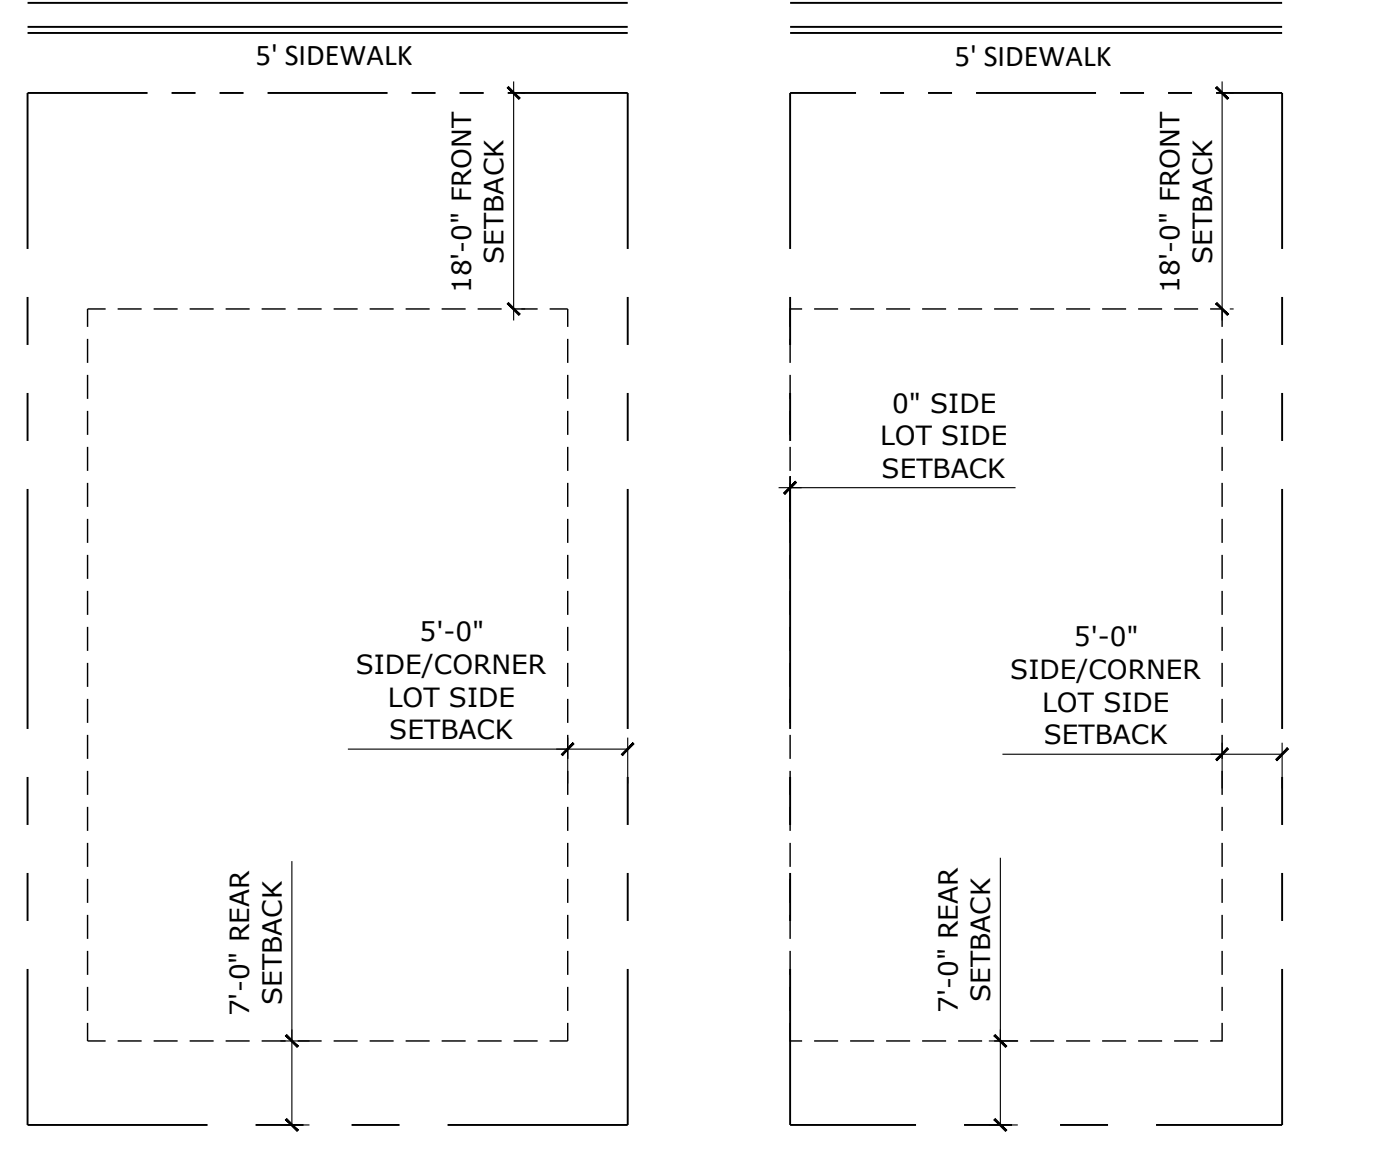 5' SIDEWALK
18'-0" FRONT
SETBACK
5'-0"
SIDE/CORNER
LOT SIDE
SETBACK
7'-0" REAR
SETBACK
5' SIDEWALK
18'-0" FRONT
SETBACK
0" SIDE
LOT SIDE
SETBACK
5'-0"
SIDE/CORNER
LOT SIDE
SETBACK
7'-0" REAR
SETBACK